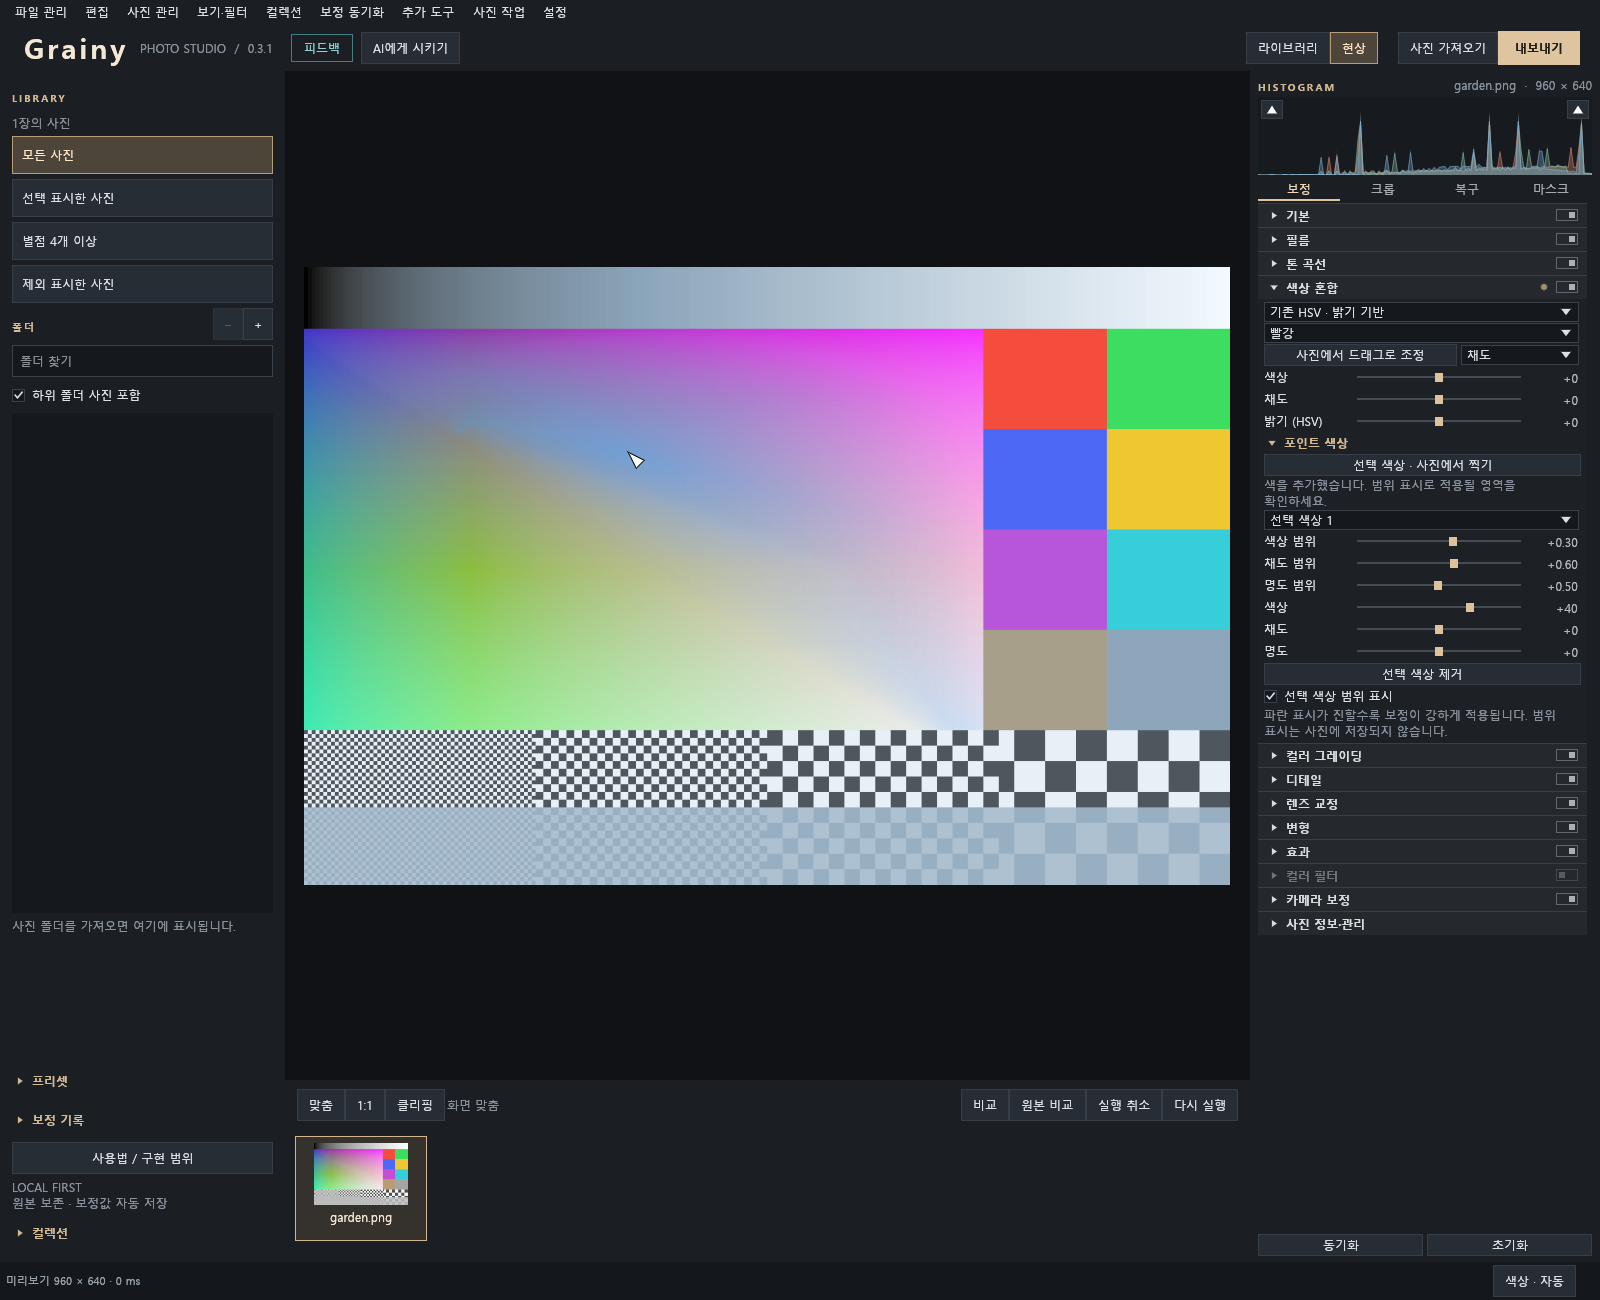 파일 관리 편집 사진 관리 보기·필터 컬렉션 보정 동기화 추가 도구 사진 작업 설정
Grainy PHOTO STUDIO / 0.3.1 피드백 AI에게 시키기 라이브러리 현상 사진 가져오기 내보내기
LIBRARY
1장의 사진
모든 사진
선택 표시한 사진
별점 4개 이상
제외 표시한 사진
폴더 − +
폴더 찾기
하위 폴더 사진 포함
사진 폴더를 가져오면 여기에 표시됩니다.
프리셋
보정 기록
사용법 / 구현 범위
LOCAL FIRST
원본 보존 · 보정값 자동 저장
컬렉션
맞춤 1:1 클리핑 화면 맞춤 비교 원본 비교 실행 취소 다시 실행
garden.png
HISTOGRAM garden.png · 960 × 640
보정 크롭 복구 마스크
기본
필름
톤 곡선
색상 혼합
기존 HSV · 밝기 기반
빨강
사진에서 드래그로 조정 채도
색상 +0
채도 +0
밝기 (HSV) +0
포인트 색상
선택 색상 · 사진에서 찍기
색을 추가했습니다. 범위 표시로 적용될 영역을
확인하세요.
선택 색상 1
색상 범위 +0.30
채도 범위 +0.60
명도 범위 +0.50
색상 +40
채도 +0
명도 +0
선택 색상 제거
선택 색상 범위 표시
파란 표시가 진할수록 보정이 강하게 적용됩니다. 범위
표시는 사진에 저장되지 않습니다.
컬러 그레이딩
디테일
렌즈 교정
변형
효과
컬러 필터
카메라 보정
사진 정보·관리
동기화 초기화
미리보기 960 × 640 · 0 ms 색상 · 자동